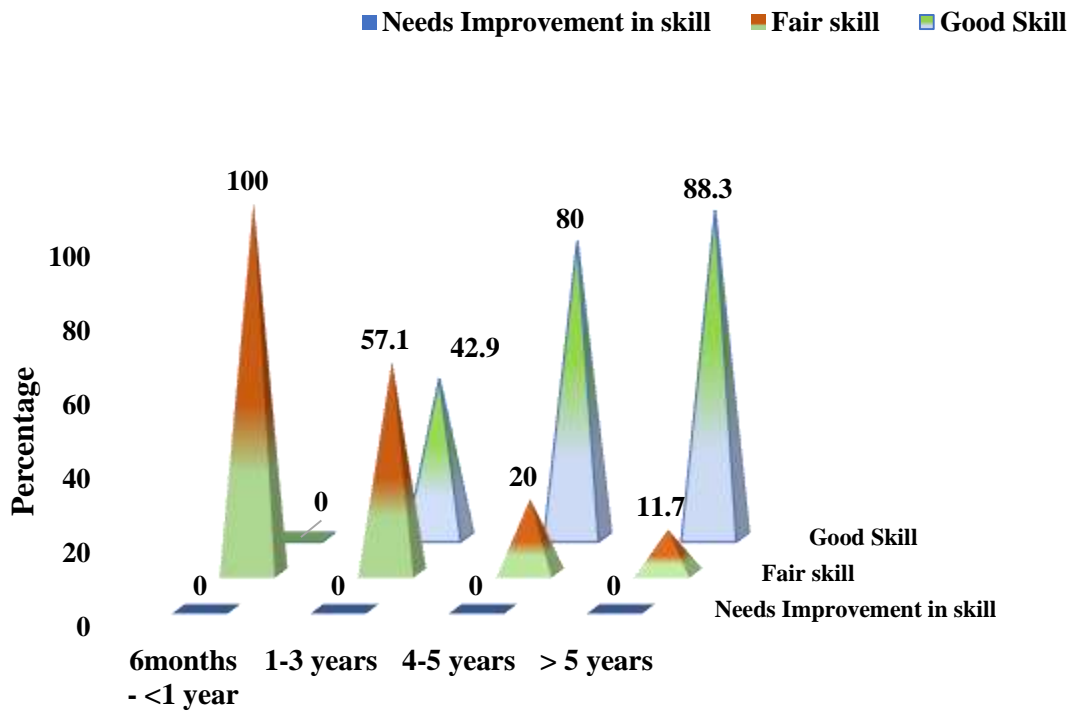 Needs Improvement in skill Fair skill Good Skill
100
88.3
80
100
80
57.1
42.9
60
40
20
11.7
0
20
Good Skill
Fair skill
0 0 0 0
Needs Improvement in skill
0
Percentage
6months 1-3 years 4-5 years > 5 years
- <1 year